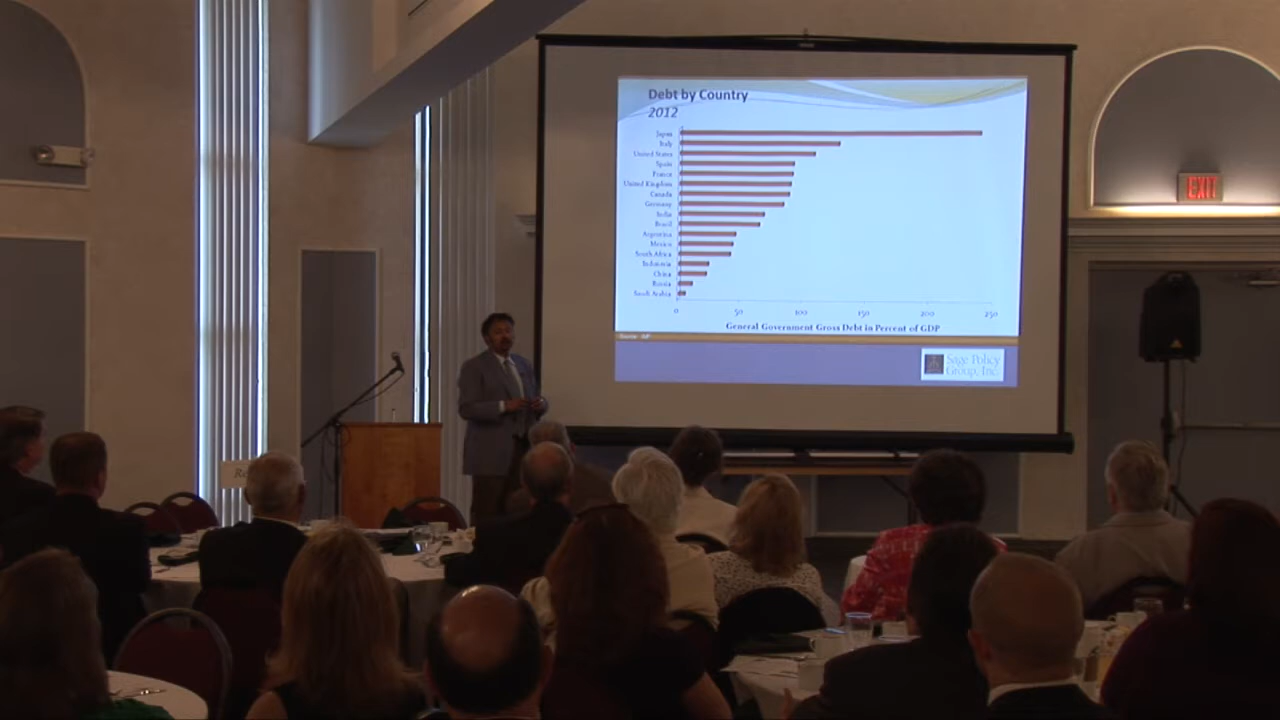 Debt by Country
2012
Japan
Italy
United States
Spain
France
United Kingdom
Canada
Germany
India
Brazil
Argentina
Mexico
South Africa
Indonesia
China
Russia
Saudi Arabia
0 50 100 150 200 250
General Government Gross Debt in Percent of GDP
Sage Policy
Group, Inc.
EXIT